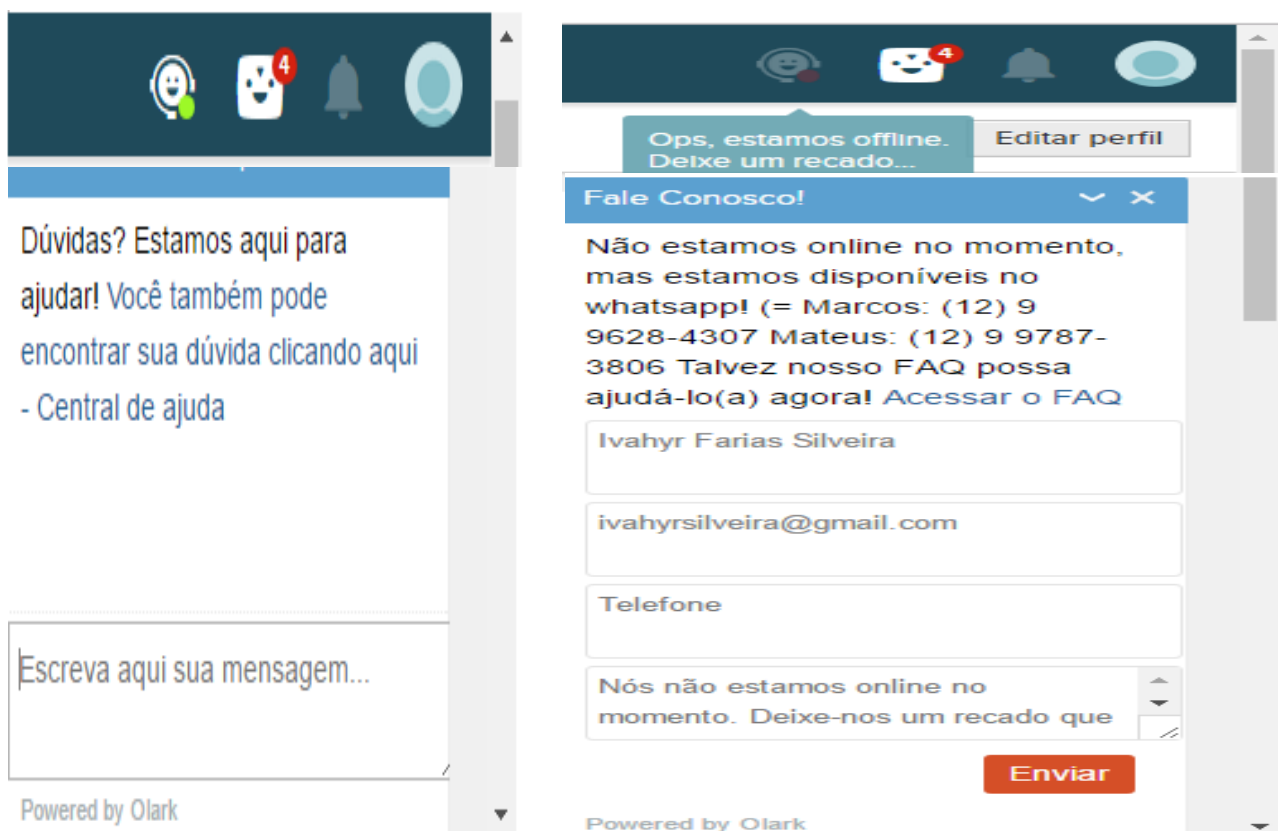 4
Dúvidas? Estamos aqui para
ajudar! Você também pode
encontrar sua dúvida clicando aqui
- Central de ajuda
Escreva aqui sua mensagem...
Powered by Olark
4
Ops, estamos offline.
Deixe um recado...
Editar perfil
Fale Conosco!
Não estamos online no momento,
mas estamos disponíveis no
whatsapp! (= Marcos: (12) 9
9628-4307 Mateus: (12) 9 9787-
3806 Talvez nosso FAQ possa
ajudá-lo(a) agora! Acessar o FAQ
Ivahyr Farias Silveira
ivahyrsilveira@gmail.com
Telefone
Nós não estamos online no
momento. Deixe-nos um recado que
Enviar
Powered by Olark